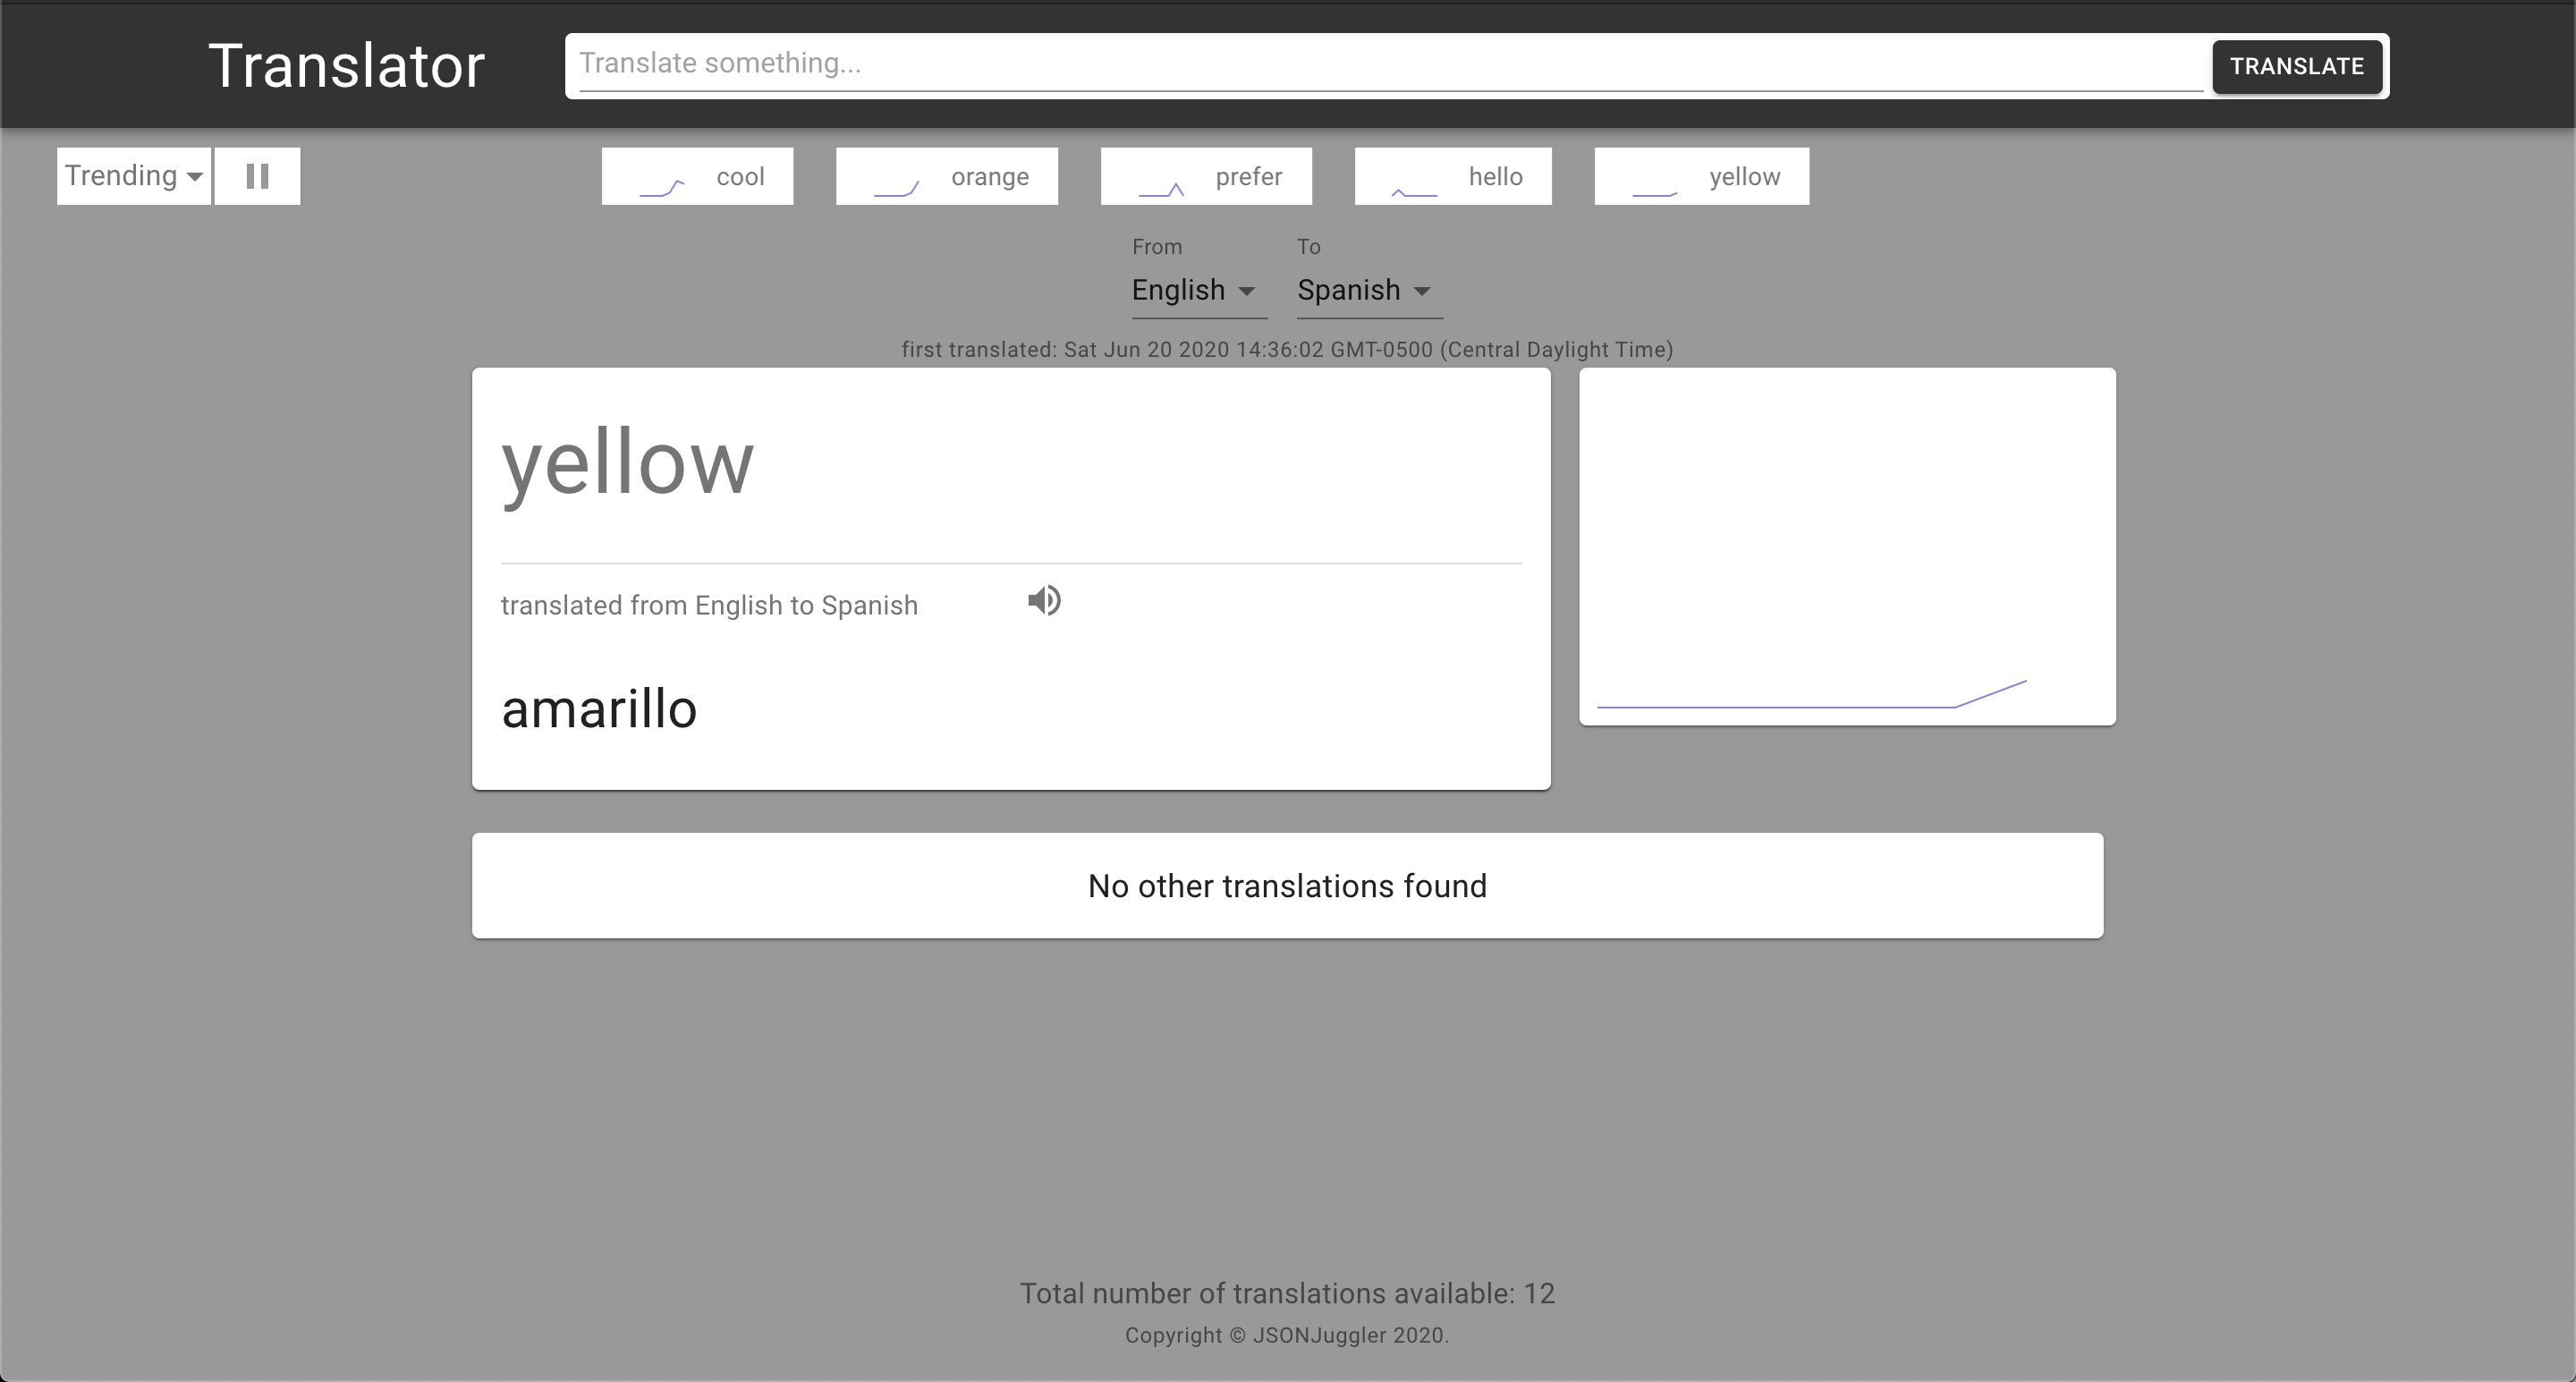 Translator
Translate something...
TRANSLATE
Trending
cool
orange
prefer
hello
yellow
From
To
English
Spanish
first translated: Sat Jun 20 2020 14:36:02 GMT-0500 (Central Daylight Time)
yellow
translated from English to Spanish
amarillo
No other translations found
Total number of translations available: 12
Copyright © JSONJuggler 2020.